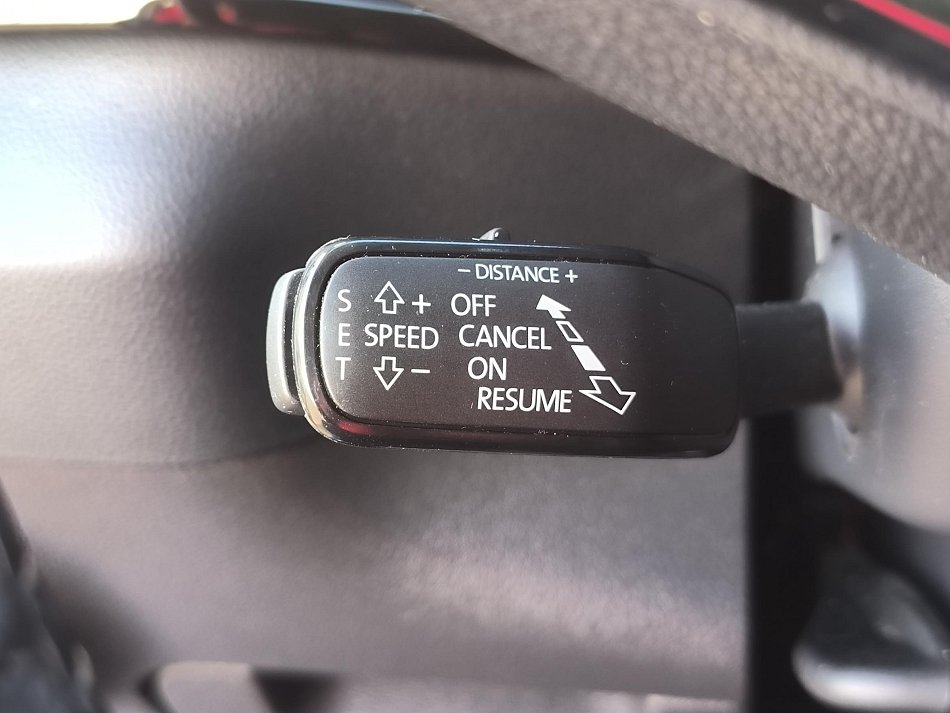 - DISTANCE +
S + OFF
E SPEED CANCEL
T - ON
RESUME